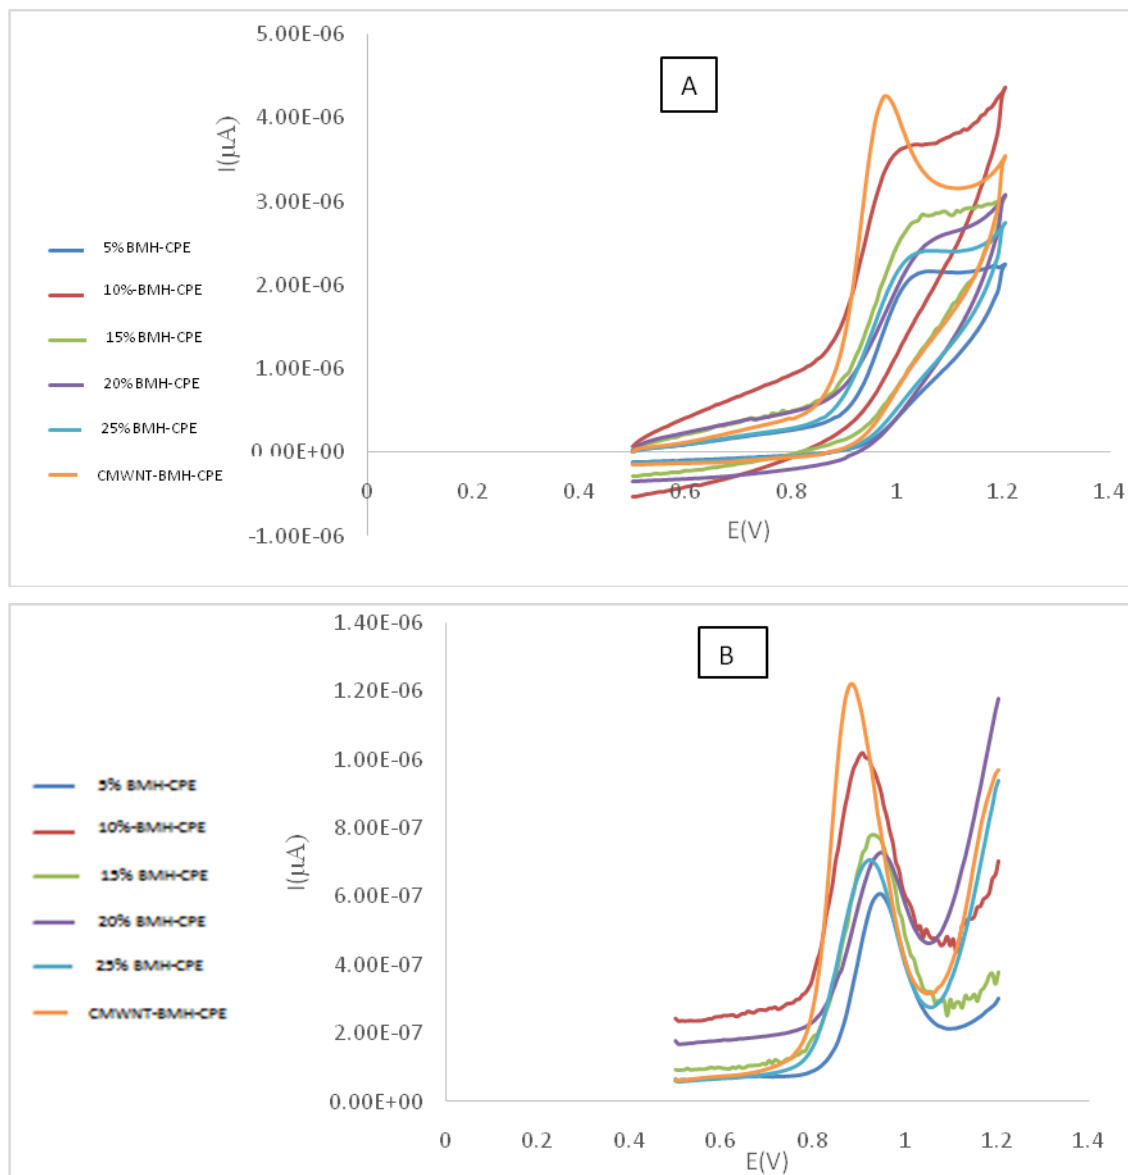 5.00E-06
A
4.00E-06
I(µA)
3.00E-06
5% BMH-CPE
2.00E-06
10%-BMH-CPE
15% BMH-CPE
1.00E-06
20% BMH-CPE
25% BMH-CPE
0.00E+00
CMWNT-BMH-CPE
0 0.2 0.4 0.6 0.8 1 1.2 1.4
-1.00E-06
E(V)
1.40E-06
B
1.20E-06
1.00E-06
5% BMH-CPE
10%-BMH-CPE
8.00E-07
I(µA)
15% BMH-CPE
6.00E-07
20% BMH-CPE
25% BMH-CPE
4.00E-07
CMWNT-BMH-CPE
2.00E-07
0.00E+00
0 0.2 0.4 0.6 0.8 1 1.2 1.4
E(V)